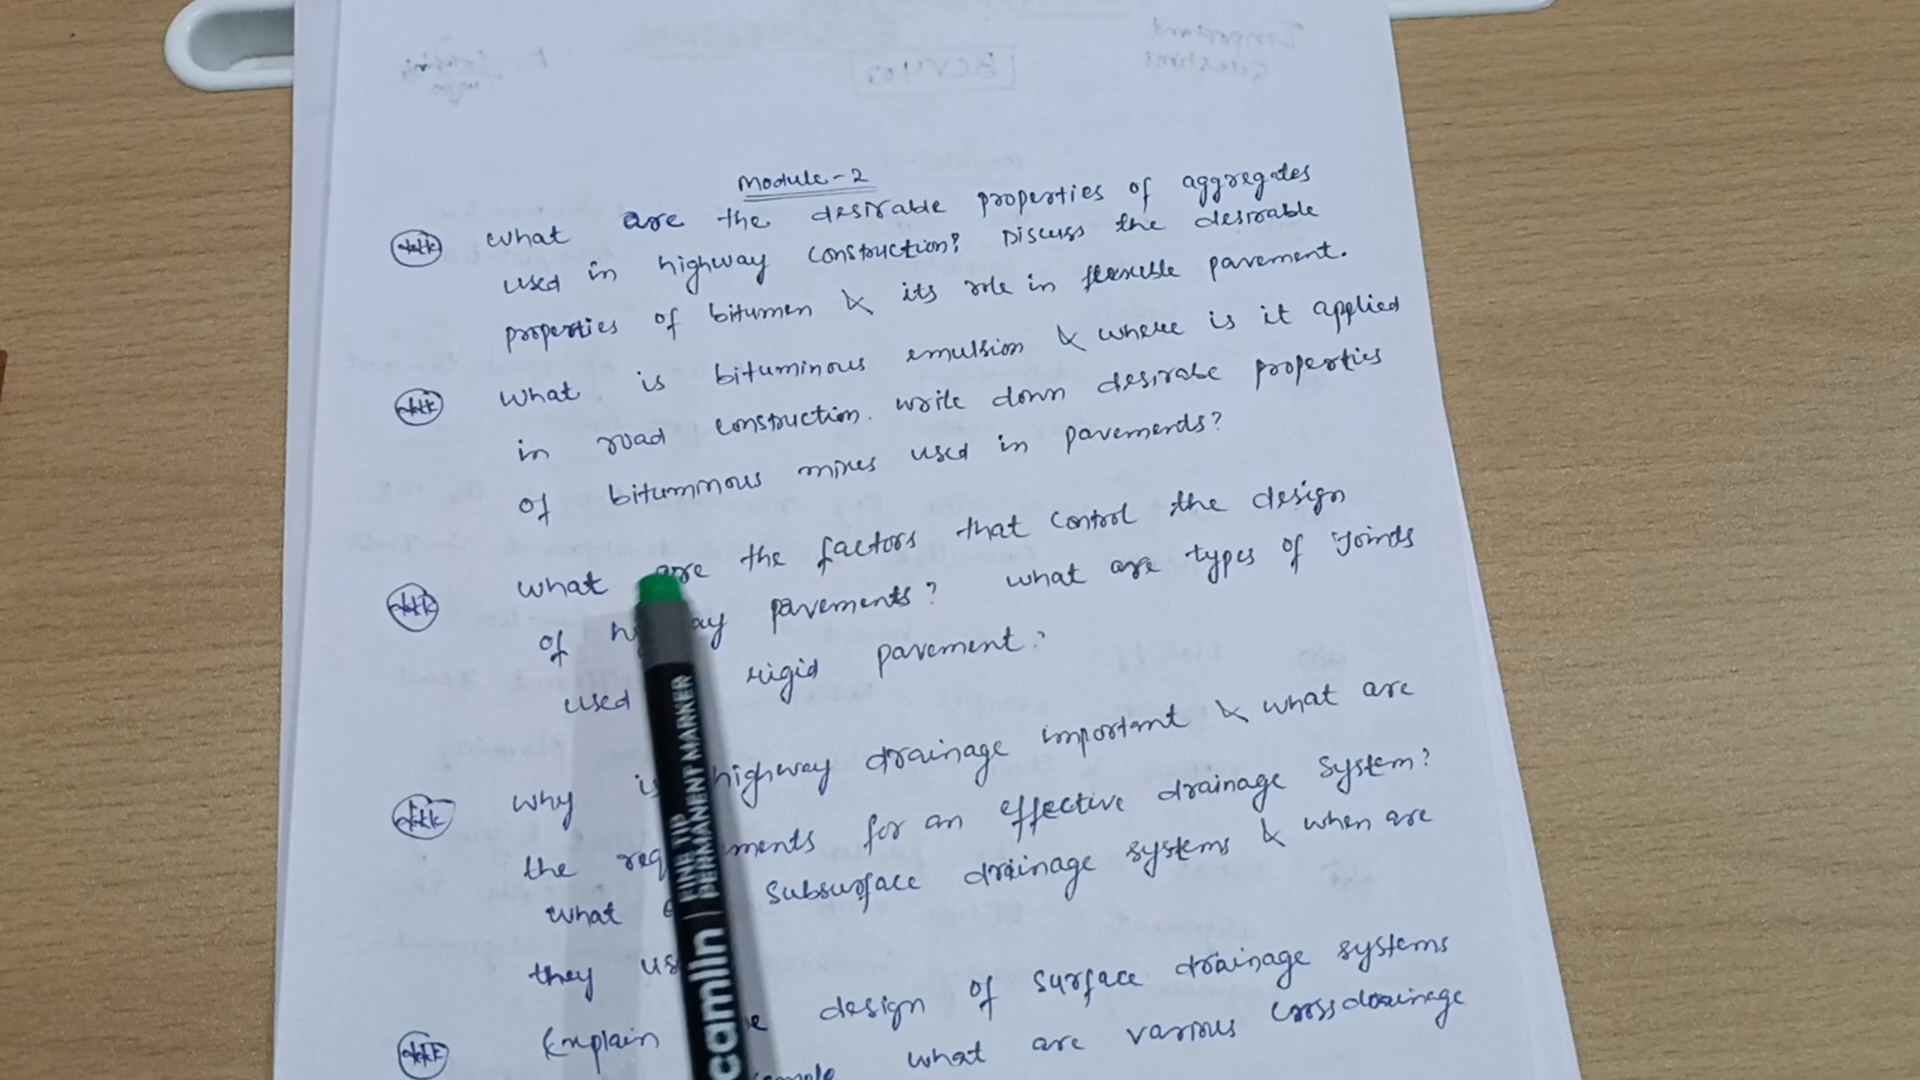 Module-2
*** What are the desirable properties of aggregates
used in highway construction? Discuss the desirable
properties of bitumen & its role in flexible pavement.
*** What is bituminous emulsion & where is it applied
in road construction. Write down desirable properties
of bituminous mixes used in pavements?
*** What are the factors that control the design
of pavements? What are types of Joints
used rigid pavement?
*** Why is highway drainage important & what are
the for an effective drainage system?
What subsurface drainage systems & when are
they
*** Explain design of surface drainage systems
What are various cross drainage
camlin FINE TIP
PERMANENT MARKER